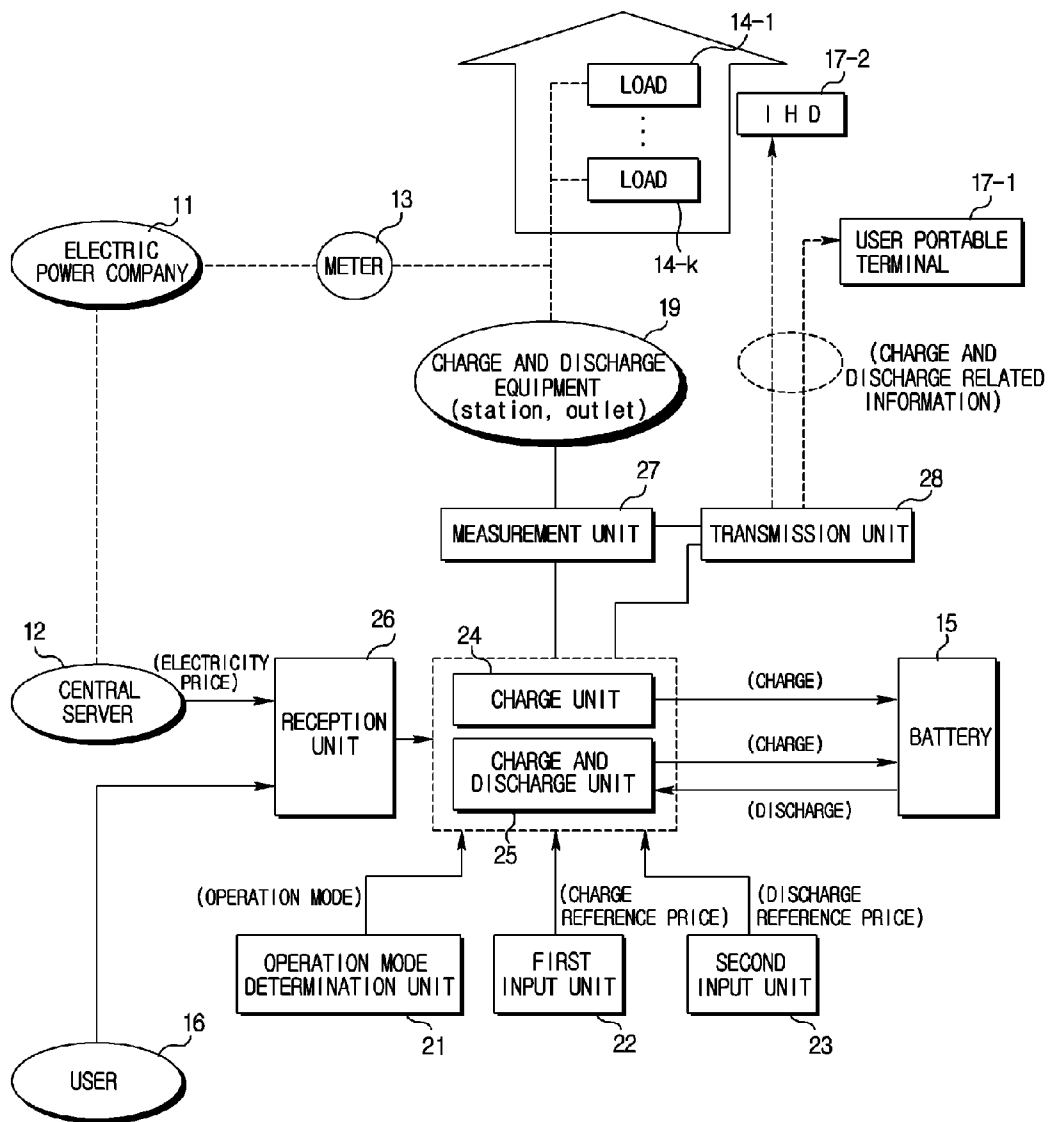 14-1
LOAD
17-2
I H D
LOAD
14-k
11
ELECTRIC
POWER COMPANY
13
METER
17-1
USER PORTABLE
TERMINAL
19
CHARGE AND DISCHARGE
EQUIPMENT
(station, outlet)
(CHARGE AND
DISCHARGE RELATED
INFORMATION)
27
MEASUREMENT UNIT
28
TRANSMISSION UNIT
12
CENTRAL
SERVER
(ELECTRICITY
PRICE)
26
RECEPTION
UNIT
24
CHARGE UNIT
CHARGE AND
DISCHARGE UNIT
25
(CHARGE)
(CHARGE)
(DISCHARGE)
15
BATTERY
(OPERATION MODE)
(CHARGE
REFERENCE PRICE)
(DISCHARGE
REFERENCE PRICE)
OPERATION MODE
DETERMINATION UNIT
21
FIRST
INPUT UNIT
22
SECOND
INPUT UNIT
23
16
USER